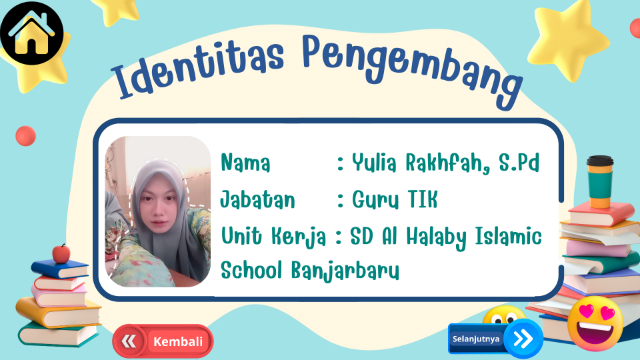 Identitas Pengembang
Nama : Yulia Rakhfah, S.Pd
Jabatan : Guru TIK
Unit Kerja : SD Al Halaby Islamic
School Banjarbaru
Kembali
Selanjutnya